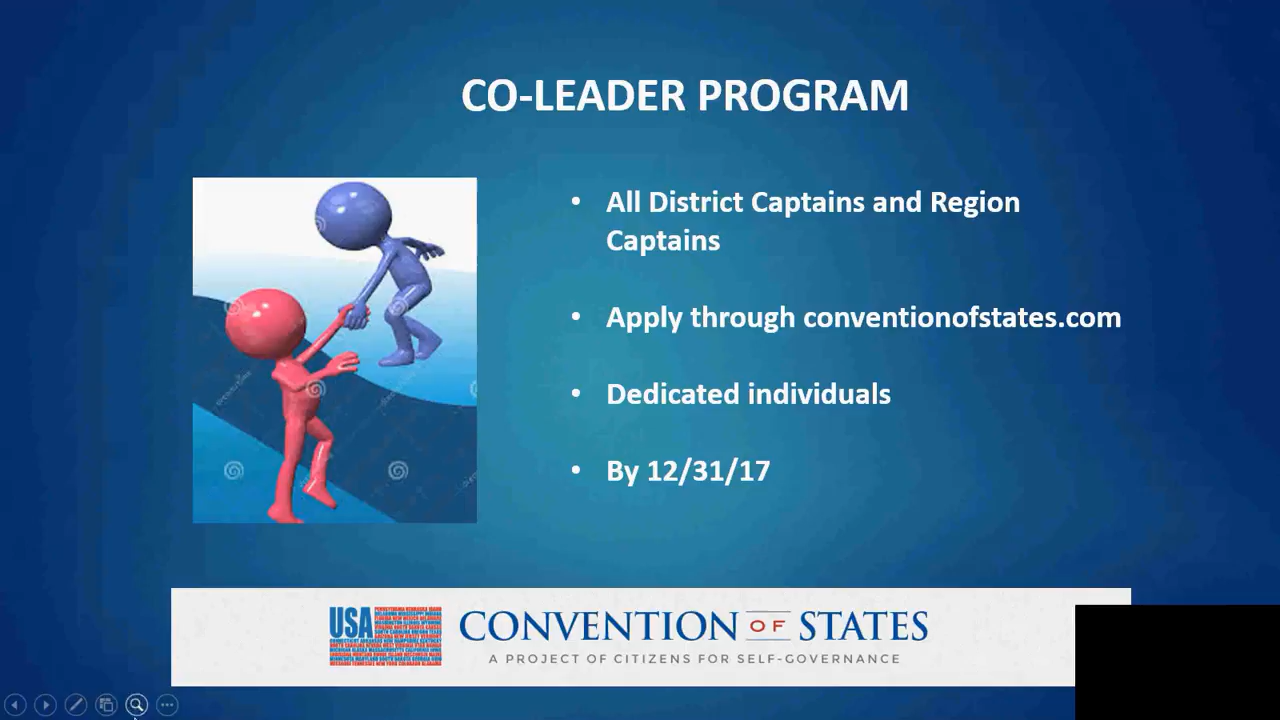 CO-LEADER PROGRAM
• All District Captains and Region
Captains
• Apply through conventionofstates.com
• Dedicated individuals
• By 12/31/17
USA
CONVENTION OF STATES
A PROJECT OF CITIZENS FOR SELF-GOVERNANCE